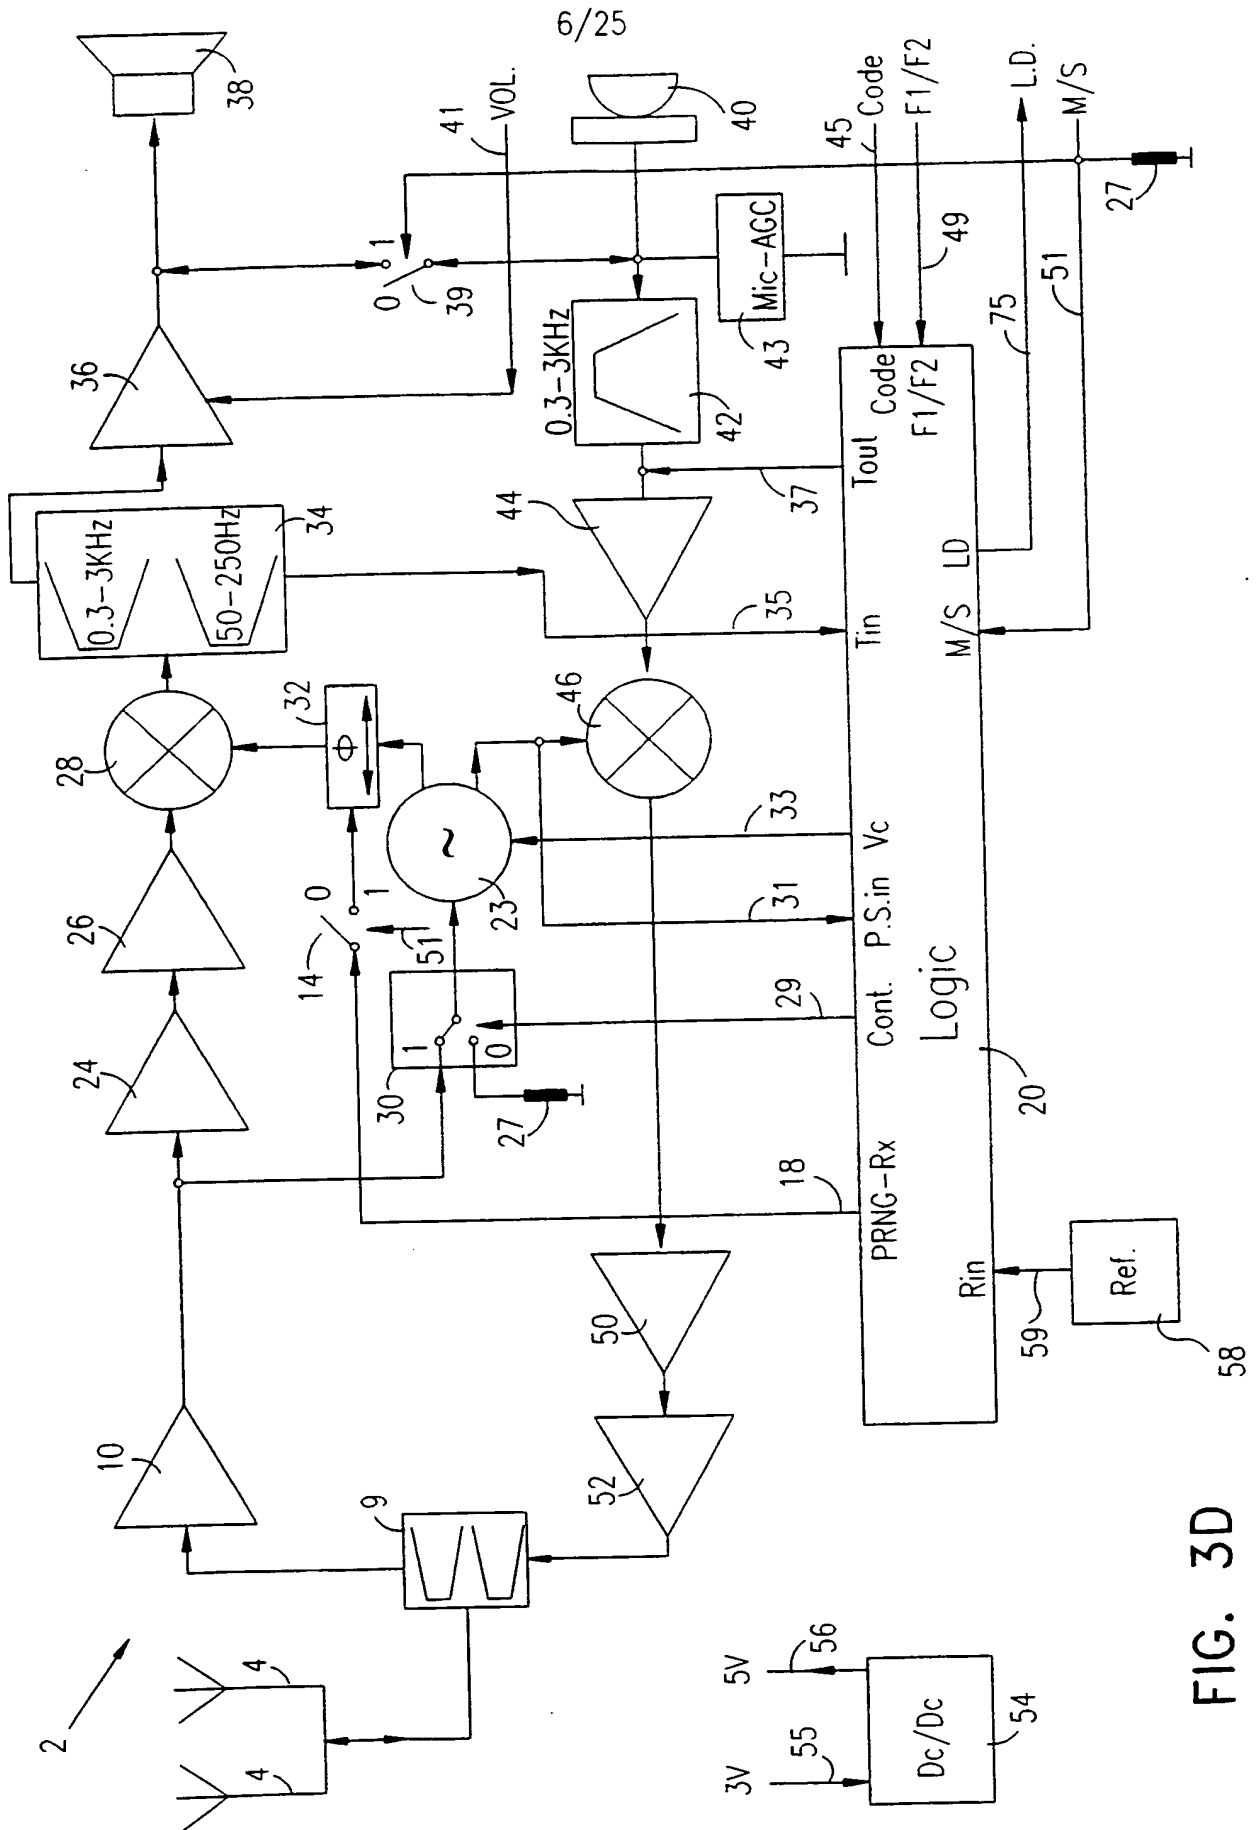 6/25
2
4
4
9
10
24
26
28
0.3-3KHz
50-250Hz
34
36
38
14
0
1
51
32
Φ
30
1
0
27
23
~
0
1
39
41
VOL.
40
46
44
0.3-3KHz
42
43
Mic-AGC
45
Code
F1/F2
49
L.D.
M/S
27
75
51
50
52
18
29
31
33
35
37
PRNG-Rx
Cont.
P.S.in
Vc
Tin
Tout
Code
F1/F2
Logic
Rin
M/S
LD
20
59
Ref.
58
3V
55
5V
56
Dc/Dc
54
FIG. 3D